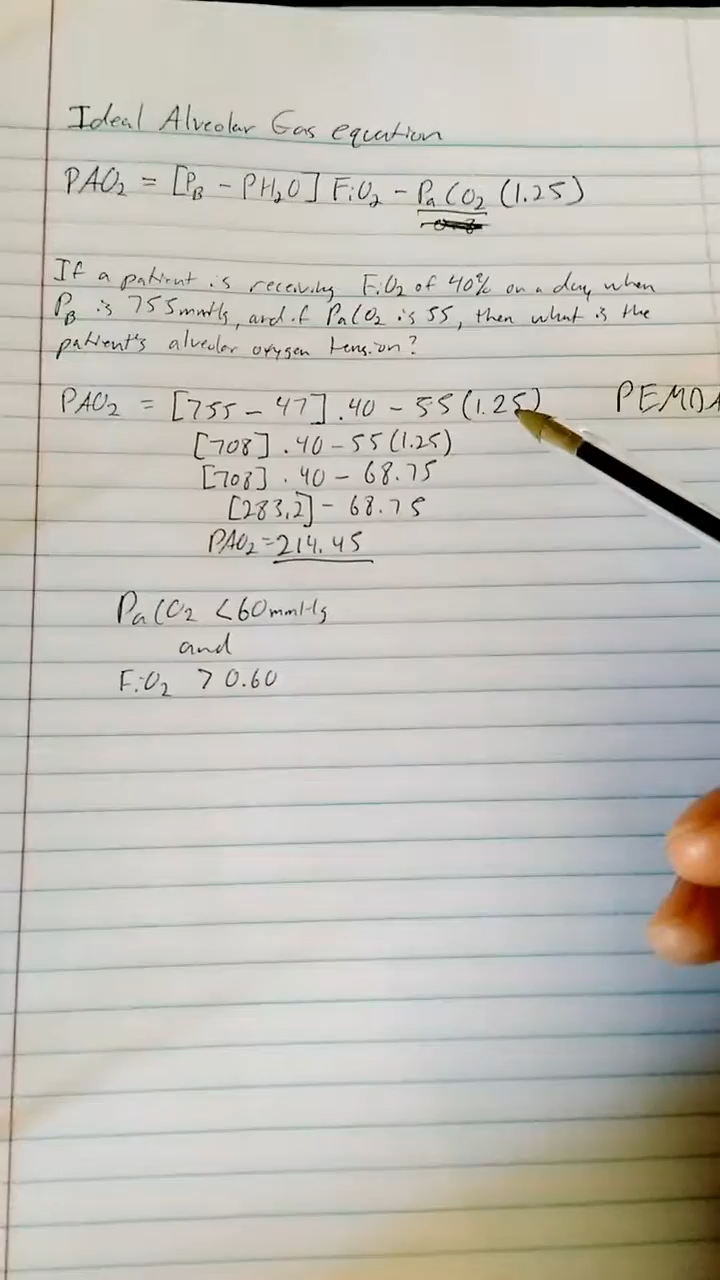 Ideal Alveolar Gas equation
PAO₂ = [P_B - PH₂O] FiO₂ - PaCO₂ (1.25)
If a patient is receiving FiO₂ of 40% on a day when
P_B is 755mmHg, and if PaCO₂ is 55, then what is the
patient's alveolar oxygen tension?
PAO₂ = [755 - 47] .40 - 55 (1.25)
PEMDA
[708] .40 - 55 (1.25)
[708] .40 - 68.75
[283.2] - 68.75
PAO₂ = 214.45
PaCO₂ < 60mmHg
and
FiO₂ > 0.60